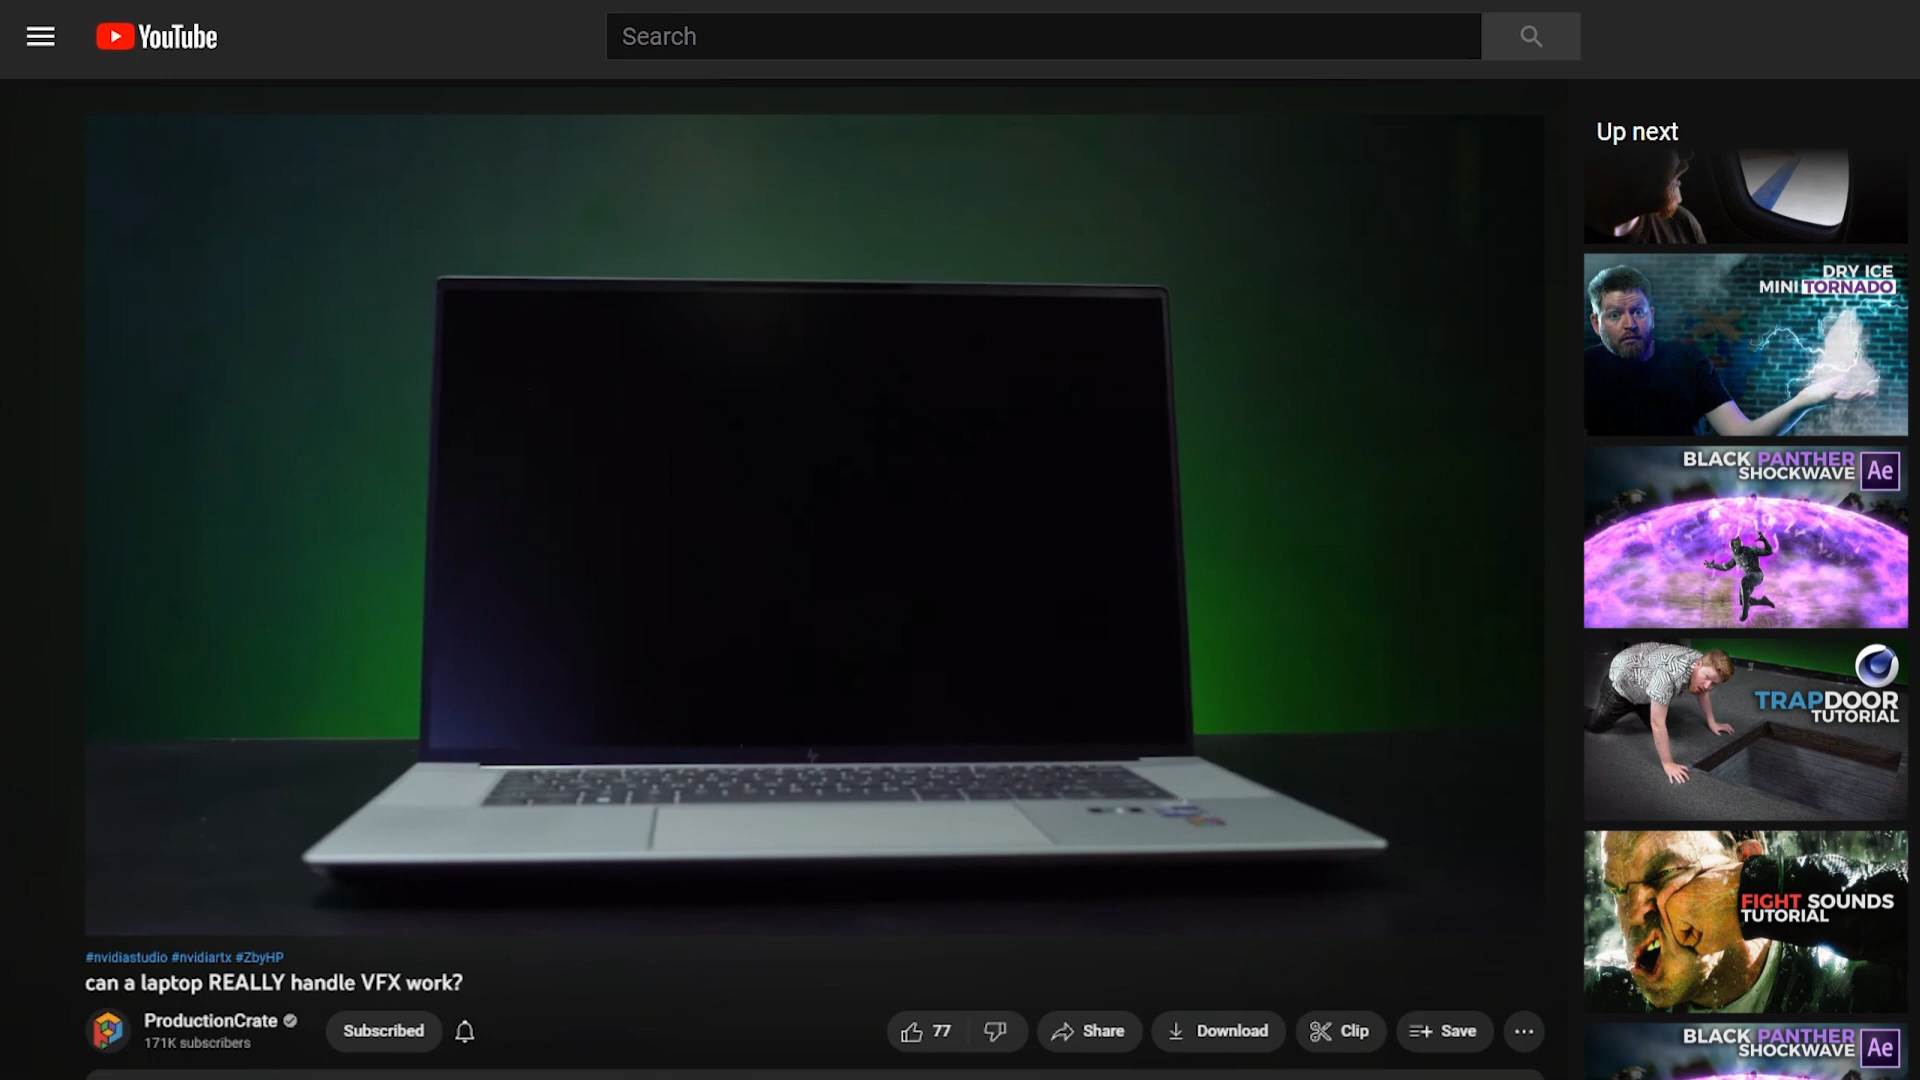 YouTube
Search
Up next
DRY ICE
MINI TORNADO
BLACK PANTHER
SHOCKWAVE
Ae
TRAPDOOR
TUTORIAL
FIGHT SOUNDS
TUTORIAL
BLACK PANTHER
SHOCKWAVE
Ae
#nvidiastudio #nvidiartx #ZbyHP
can a laptop REALLY handle VFX work?
ProductionCrate
171K subscribers
Subscribed
77
Share
Download
Clip
Save